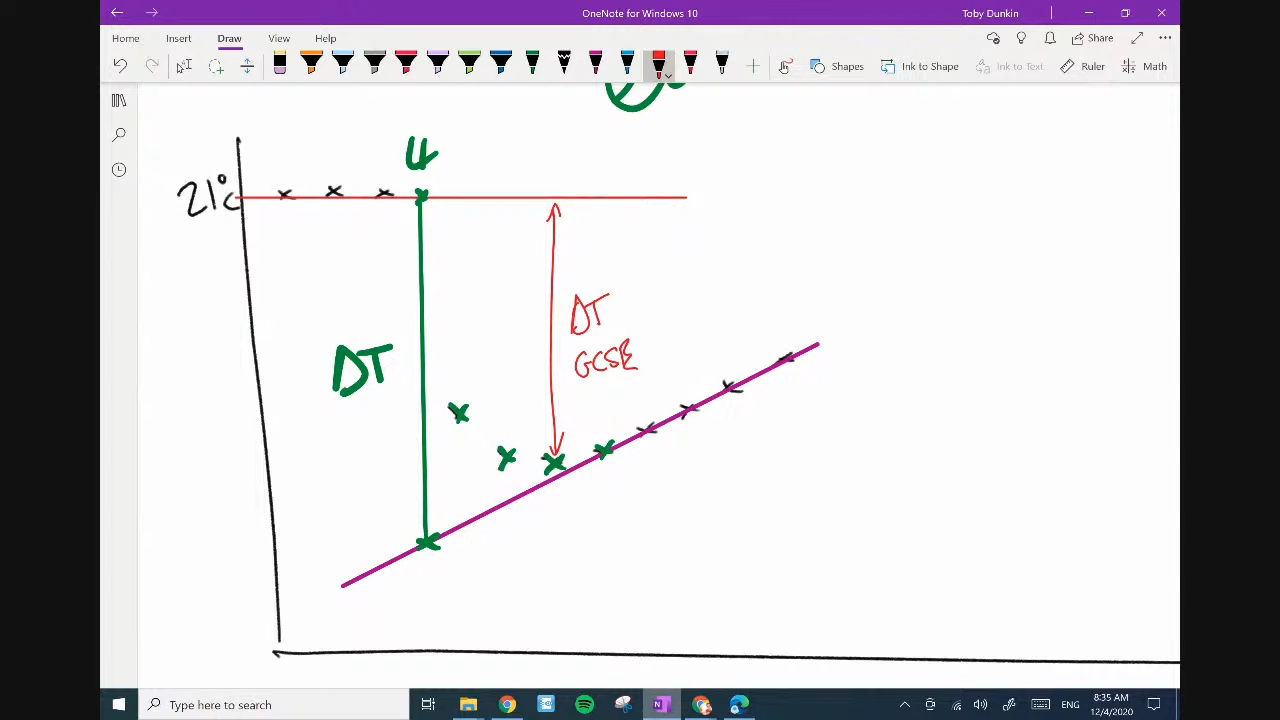 OneNote for Windows 10
Toby Dunkin
Home Insert Draw View Help
Share
Shapes
Ink to Shape
Ink to Text
Ruler
Math
4
21°C
ΔT
GCSE
ΔT
Type here to search
ENG
8:35 AM
12/4/2020